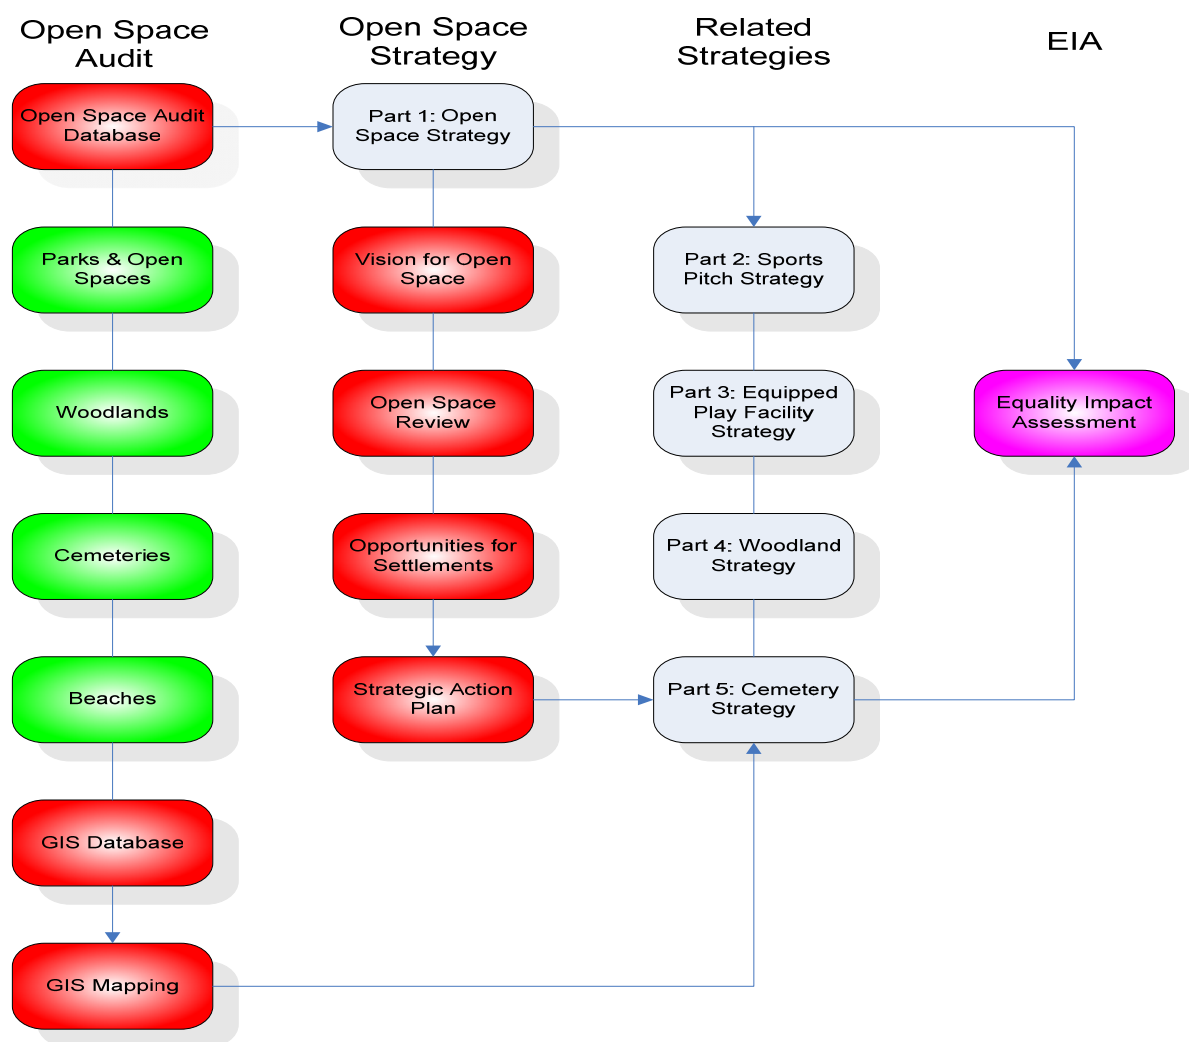 Open Space
Audit
Open Space
Strategy
Related
Strategies
EIA
Open Space Audit
Database
Part 1: Open
Space Strategy
Parks & Open
Spaces
Vision for Open
Space
Part 2: Sports
Pitch Strategy
Woodlands
Open Space
Review
Part 3: Equipped
Play Facility
Strategy
Equality Impact
Assessment
Cemeteries
Opportunities for
Settlements
Part 4: Woodland
Strategy
Beaches
Strategic Action
Plan
Part 5: Cemetery
Strategy
GIS Database
GIS Mapping